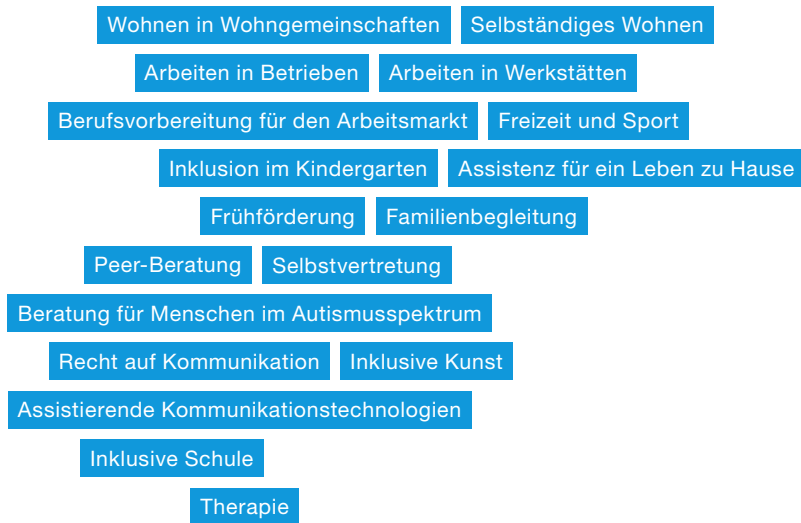 Wohnen in Wohngemeinschaften Selbständiges Wohnen
Arbeiten in Betrieben Arbeiten in Werkstätten
Berufsvorbereitung für den Arbeitsmarkt Freizeit und Sport
Inklusion im Kindergarten Assistenz für ein Leben zu Hause
Frühförderung Familienbegleitung
Peer-Beratung Selbstvertretung
Beratung für Menschen im Autismusspektrum
Recht auf Kommunikation Inklusive Kunst
Assistierende Kommunikationstechnologien
Inklusive Schule
Therapie